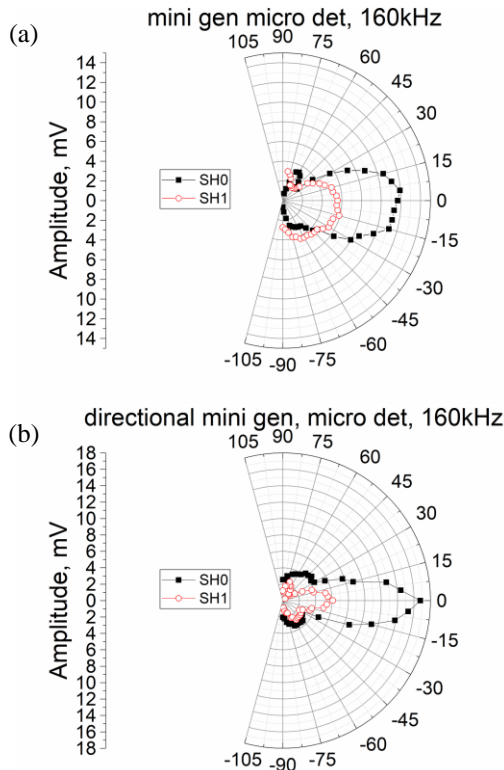 (a)
mini gen micro det, 160kHz
105 90 75 60 45 30 15 0 -15 -30 -45 -60 -75 -90 -105
Amplitude, mV
14
12
10
8
6
4
2
0
2
4
6
8
10
12
14
SH0
SH1
(b)
directional mini gen, micro det, 160kHz
105 90 75 60 45 30 15 0 -15 -30 -45 -60 -75 -90 -105
Amplitude, mV
18
16
14
12
10
8
6
4
2
0
2
4
6
8
10
12
14
16
18
SH0
SH1